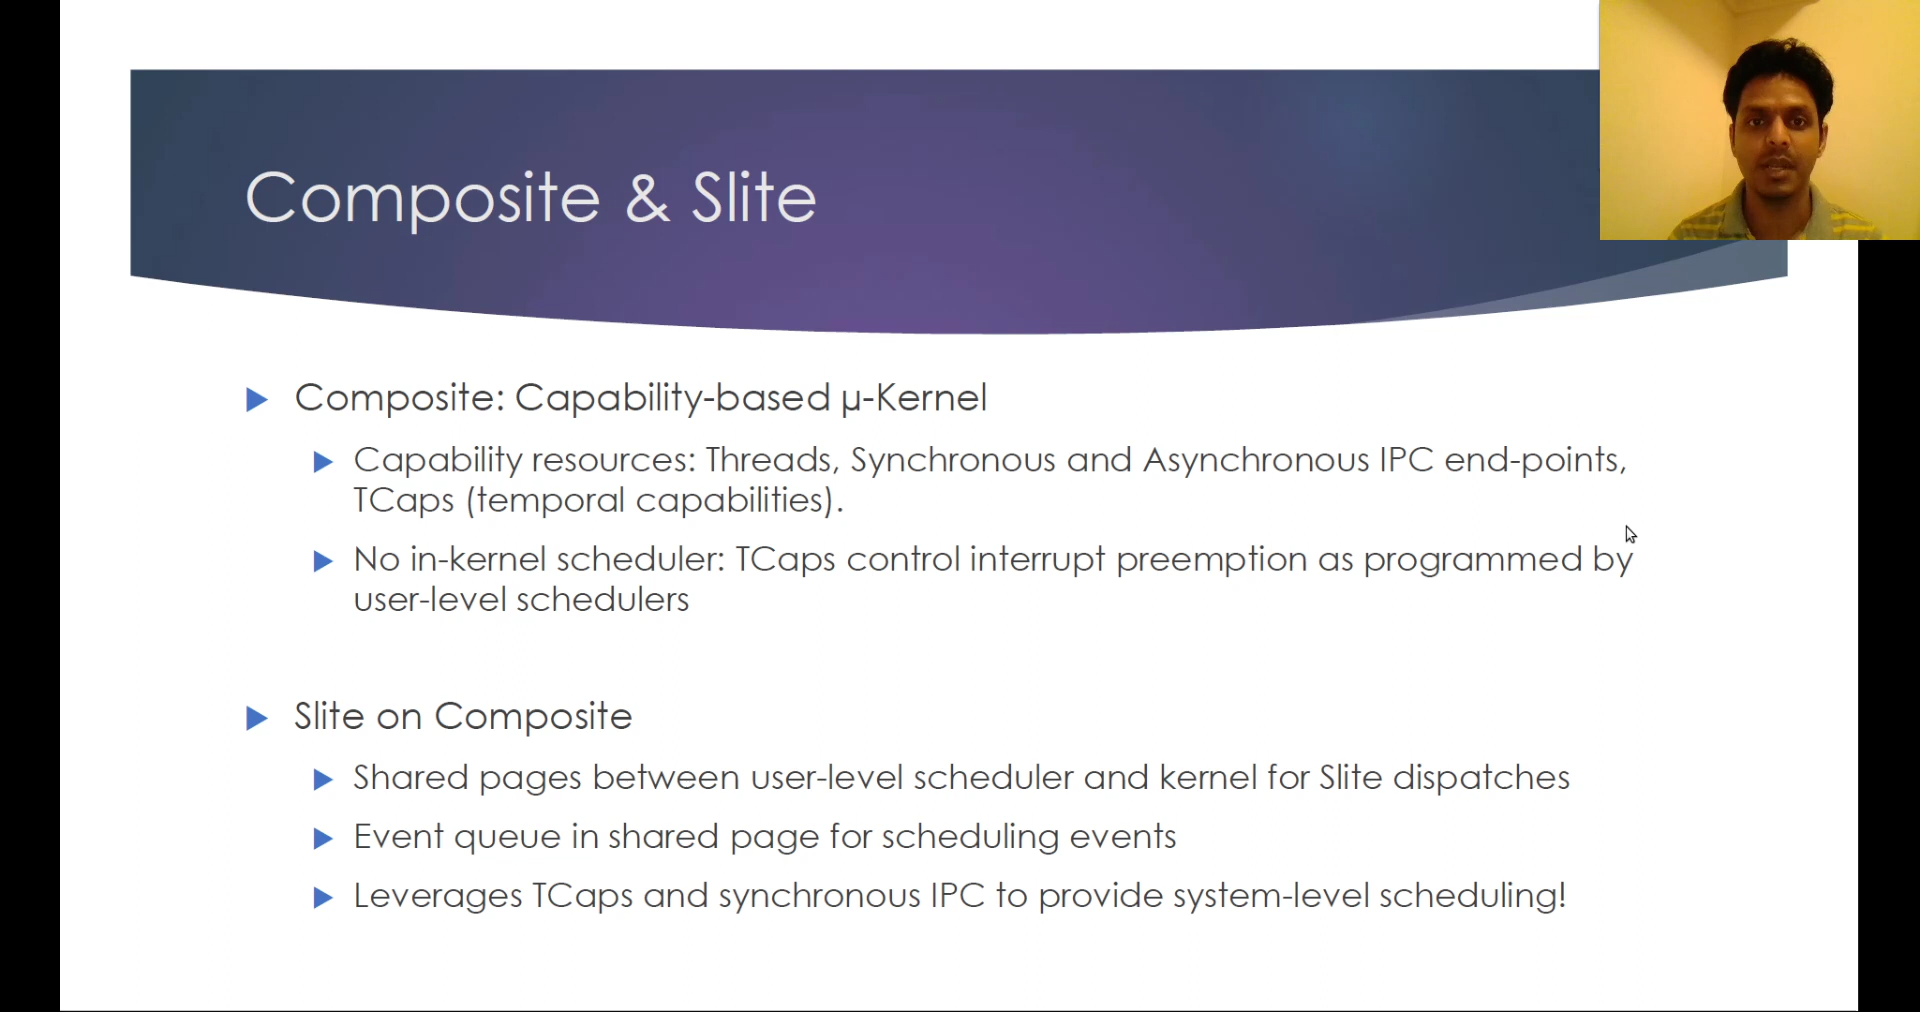 Composite & Slite
Composite: Capability-based µ-Kernel
Capability resources: Threads, Synchronous and Asynchronous IPC end-points,
TCaps (temporal capabilities).
No in-kernel scheduler: TCaps control interrupt preemption as programmed by
user-level schedulers
Slite on Composite
Shared pages between user-level scheduler and kernel for Slite dispatches
Event queue in shared page for scheduling events
Leverages TCaps and synchronous IPC to provide system-level scheduling!